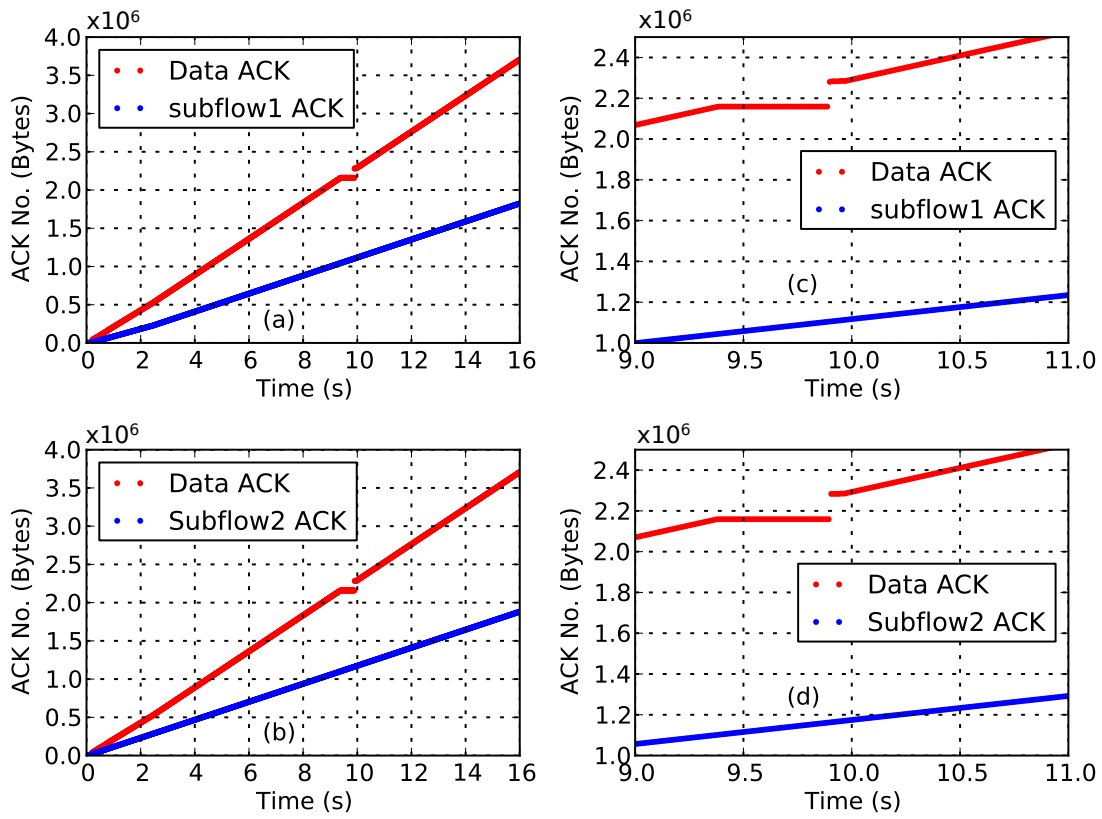 x10⁶
4.0
3.5
3.0
2.5
2.0
1.5
1.0
0.5
0.0
ACK No. (Bytes)
Data ACK
subflow1 ACK
(a)
0 2 4 6 8 10 12 14 16
Time (s)
x10⁶
2.4
2.2
2.0
1.8
1.6
1.4
1.2
1.0
ACK No. (Bytes)
Data ACK
subflow1 ACK
(c)
9.0 9.5 10.0 10.5 11.0
Time (s)
x10⁶
4.0
3.5
3.0
2.5
2.0
1.5
1.0
0.5
0.0
ACK No. (Bytes)
Data ACK
Subflow2 ACK
(b)
0 2 4 6 8 10 12 14 16
Time (s)
x10⁶
2.4
2.2
2.0
1.8
1.6
1.4
1.2
1.0
ACK No. (Bytes)
Data ACK
Subflow2 ACK
(d)
9.0 9.5 10.0 10.5 11.0
Time (s)